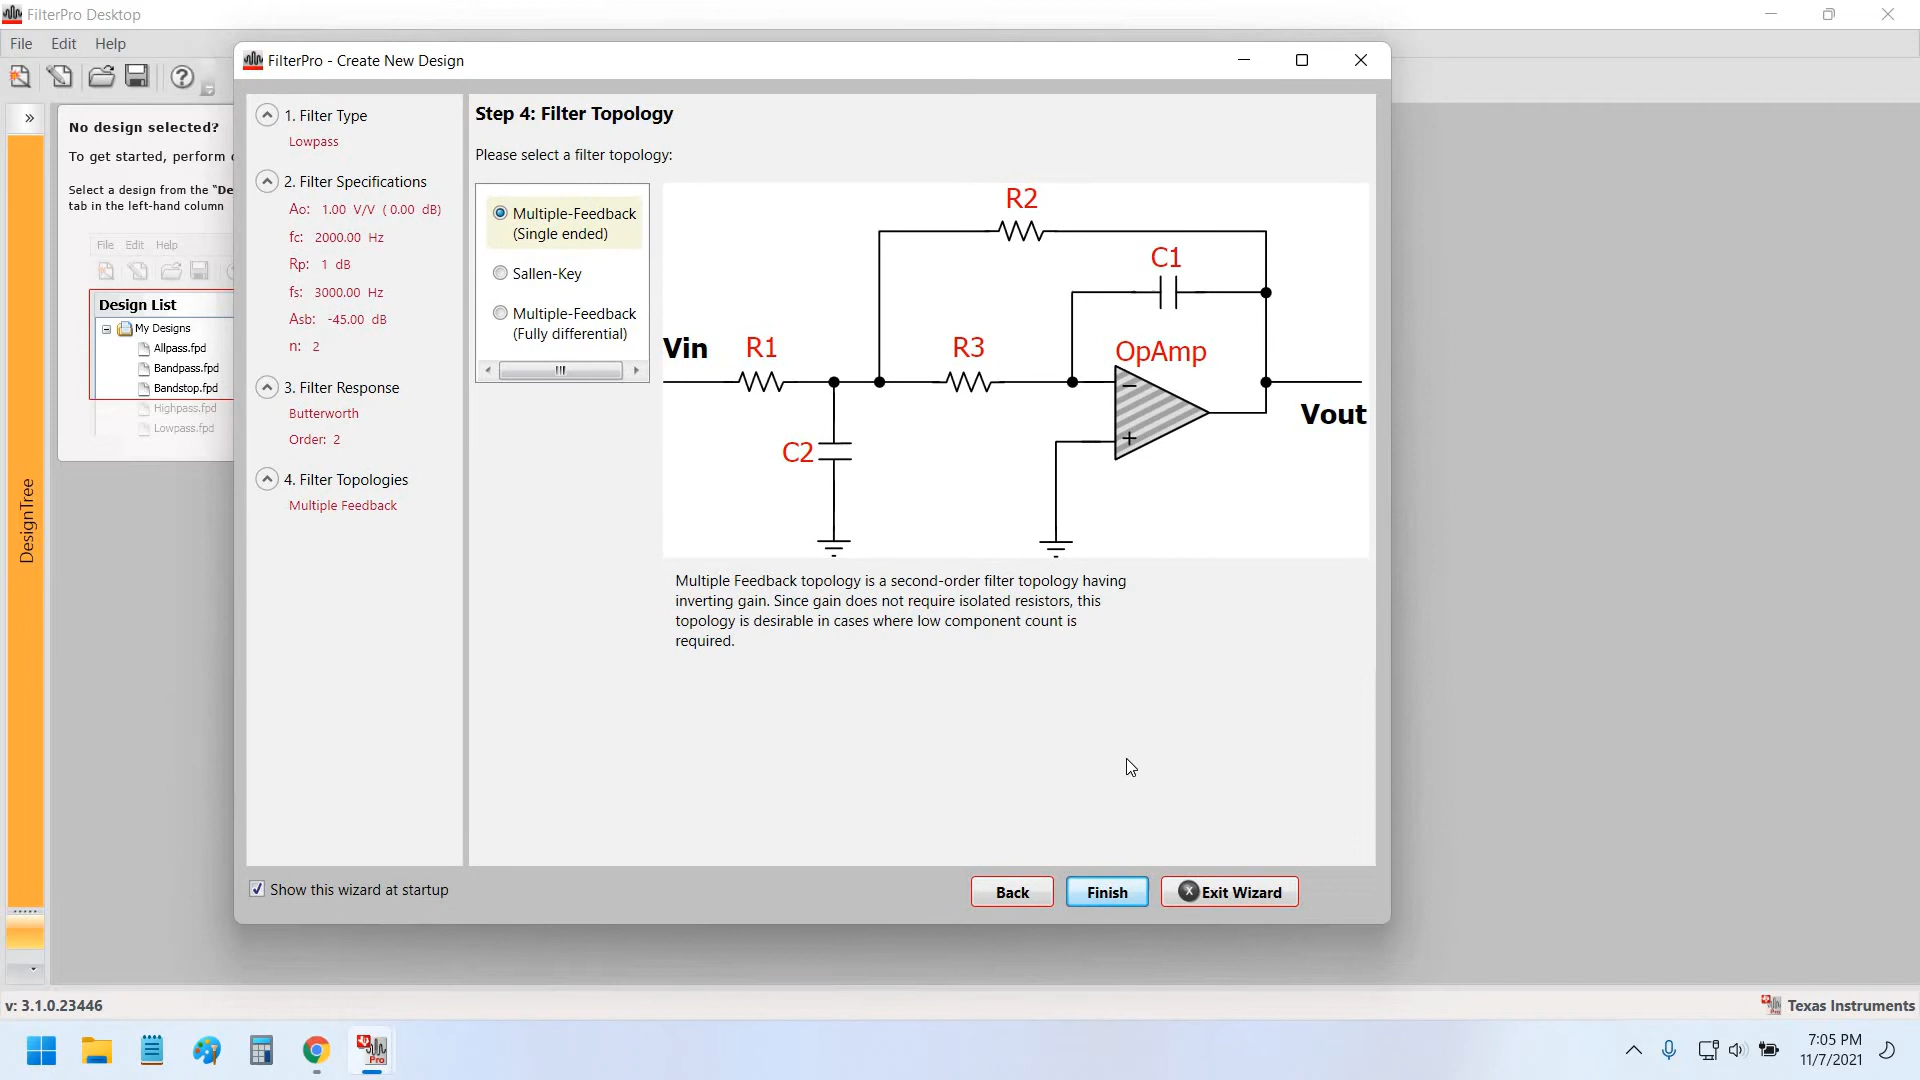 FilterPro Desktop
File Edit Help
FilterPro - Create New Design
No design selected?
To get started, perform
Select a design from the "De
tab in the left-hand column
File Edit Help
Design List
My Designs
Allpass.fpd
Bandpass.fpd
Bandstop.fpd
Highpass.fpd
Lowpass.fpd
DesignTree
1. Filter Type
Lowpass
2. Filter Specifications
Ao: 1.00 V/V ( 0.00 dB)
fc: 2000.00 Hz
Rp: 1 dB
fs: 3000.00 Hz
Asb: -45.00 dB
n: 2
3. Filter Response
Butterworth
Order: 2
4. Filter Topologies
Multiple Feedback
Step 4: Filter Topology
Please select a filter topology:
Multiple-Feedback
(Single ended)
Sallen-Key
Multiple-Feedback
(Fully differential)
R2
C1
Vin R1 R3 OpAmp
Vout
C2
Multiple Feedback topology is a second-order filter topology having
inverting gain. Since gain does not require isolated resistors, this
topology is desirable in cases where low component count is
required.
Show this wizard at startup
Back Finish Exit Wizard
v: 3.1.0.23446
Texas Instruments
Pro
7:05 PM
11/7/2021